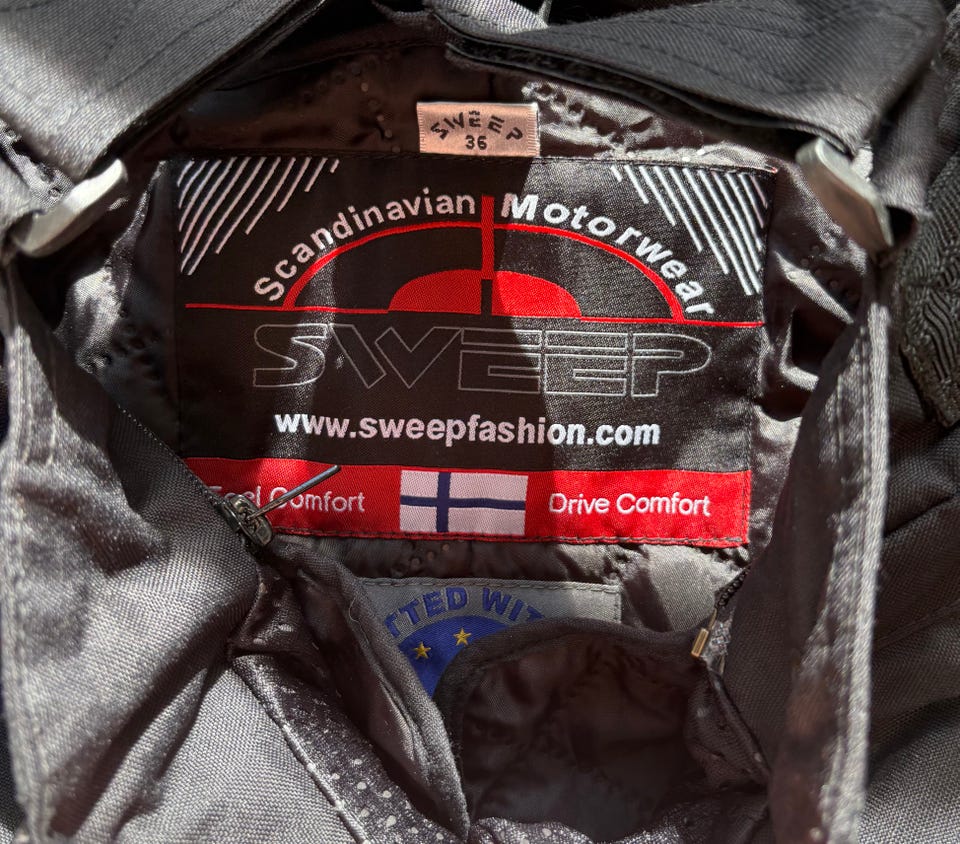 SWEEP
36
Scandinavian Motorwear
SWEEP
www.sweepfashion.com
Comfort Drive Comfort